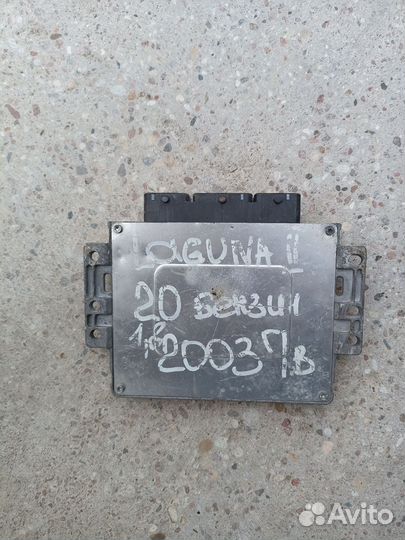 LAGUNA II
20 бензин
1,8
2003 Г/в
Avito